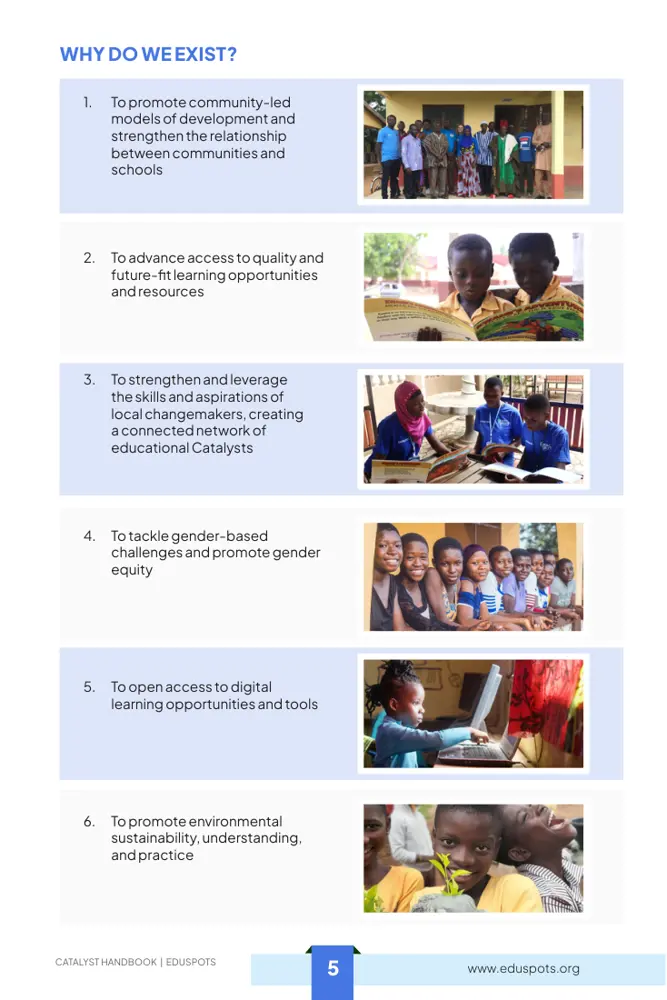 WHY DO WE EXIST?
1. To promote community-led
models of development and
strengthen the relationship
between communities and
schools
2. To advance access to quality and
future-fit learning opportunities
and resources
3. To strengthen and leverage
the skills and aspirations of
local changemakers, creating
a connected network of
educational Catalysts
4. To tackle gender-based
challenges and promote gender
equity
5. To open access to digital
learning opportunities and tools
6. To promote environmental
sustainability, understanding,
and practice
CATALYST HANDBOOK | EDUSPOTS
5
www.eduspots.org